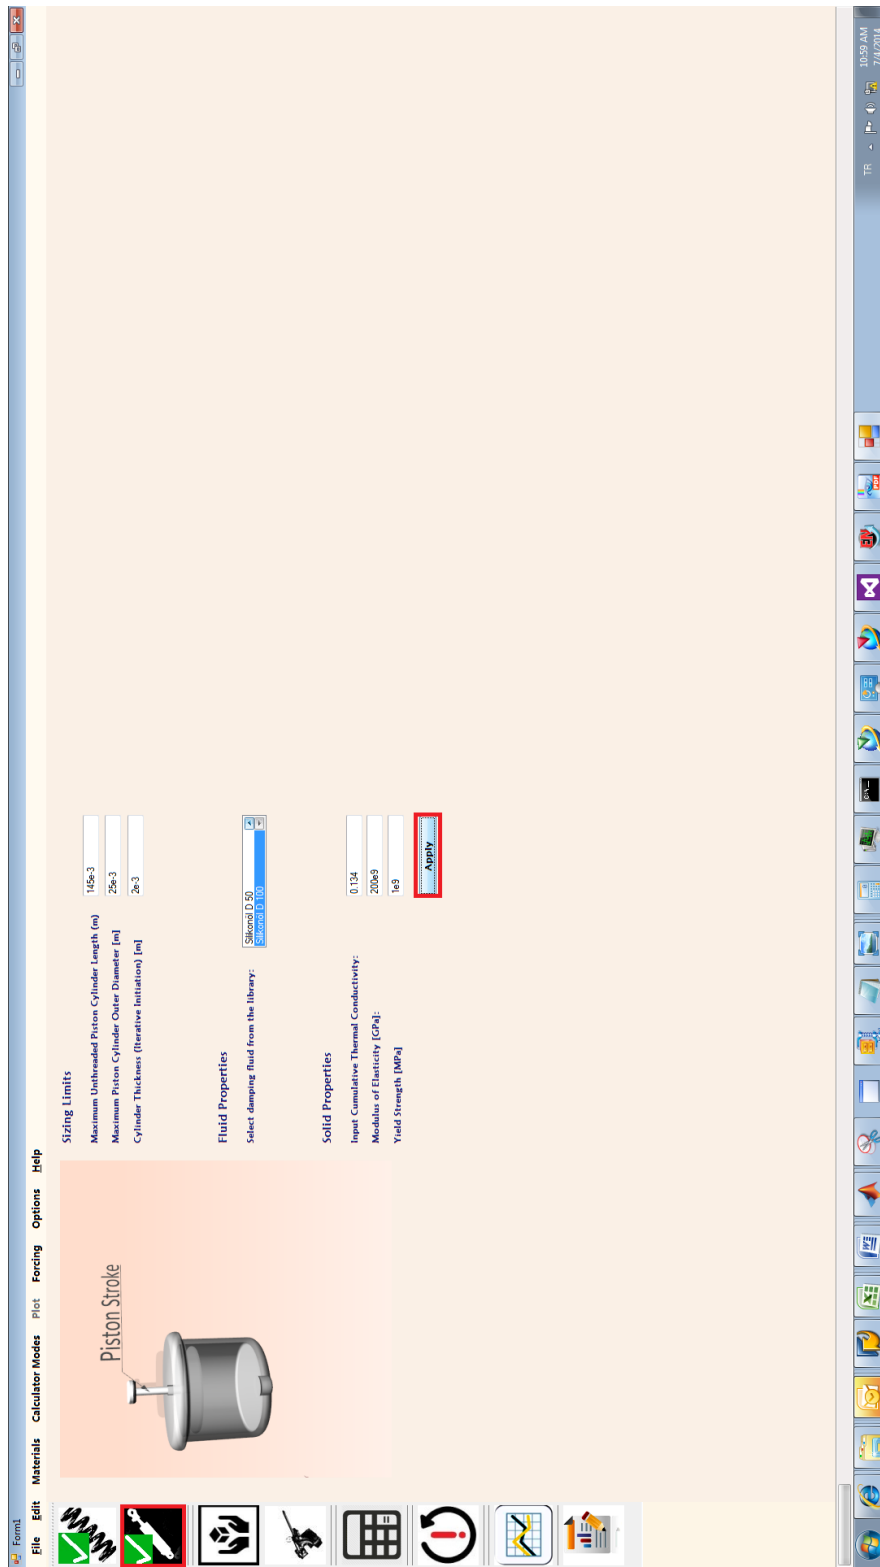 Form1
File Edit Materials Calculator Modes Plot Forcing Options Help
Piston Stroke
Sizing Limits
Maximum Unthreaded Piston Cylinder Length (m) 145e-3
Maximum Piston Cylinder Outer Diameter [m] 25e-3
Cylinder Thickness (Iterative Initiation) [m] 2e-3
Fluid Properties
Select damping fluid from the library:
Silikonöl D 50
Silikonöl D 100
Solid Properties
Input Cumulative Thermal Conductivity: 0.134
Modulus of Elasticity [GPa]: 200e9
Yield Strength [MPa] 1e9
Apply
TR
10:59 AM
7/4/2014